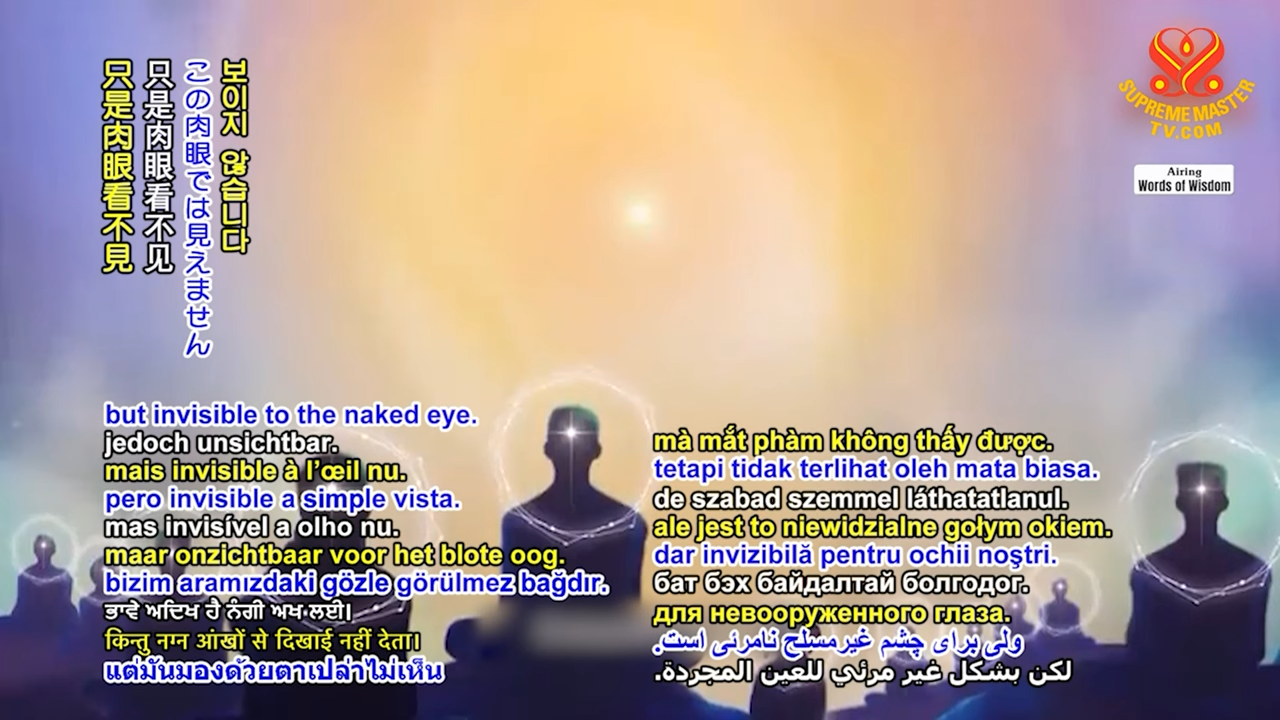 只是肉眼看不見
只是肉眼看不见
この肉眼では見えません
보이지 않습니다
SUPREME MASTER
TV.COM
Airing
Words of Wisdom
but invisible to the naked eye.
jedoch unsichtbar.
mais invisible à l’œil nu.
pero invisible a simple vista.
mas invisível a olho nu.
maar onzichtbaar voor het blote oog.
bizim aramızdaki gözle görülmez bağdır.
ਭਾਵੇ ਅਦਿਖ ਹੈ ਨੰਗੀ ਅਖ ਲਈ।
किन्तु नग्न आंखों से दिखाई नहीं देता।
แต่มันมองด้วยตาเปล่าไม่เห็น
mà mắt phàm không thấy được.
tetapi tidak terlihat oleh mata biasa.
de szabad szemmel láthatatlanul.
ale jest to niewidzialne gołym okiem.
dar invizibilă pentru ochii noştri.
бат бэх байдалтай болгодог.
для невооруженного глаза.
ولی برای چشم غیرمسلح نامرئی است.
لكن بشكل غير مرئي للعين المجردة.